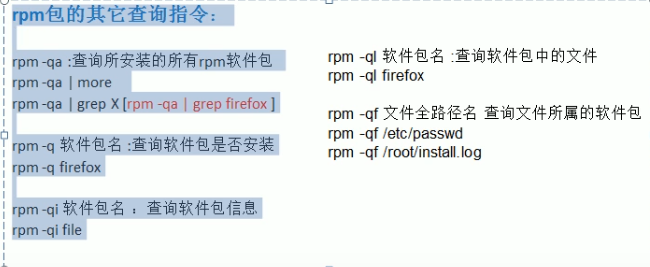 rpm包的其它查询指令：
rpm -qa :查询所安装的所有rpm软件包
rpm -qa | more
rpm -qa | grep X [rpm -qa | grep firefox ]
rpm -q 软件包名 :查询软件包是否安装
rpm -q firefox
rpm -qi 软件包名 ：查询软件包信息
rpm -qi file
rpm -ql 软件包名 :查询软件包中的文件
rpm -ql firefox
rpm -qf 文件全路径名 查询文件所属的软件包
rpm -qf /etc/passwd
rpm -qf /root/install.log